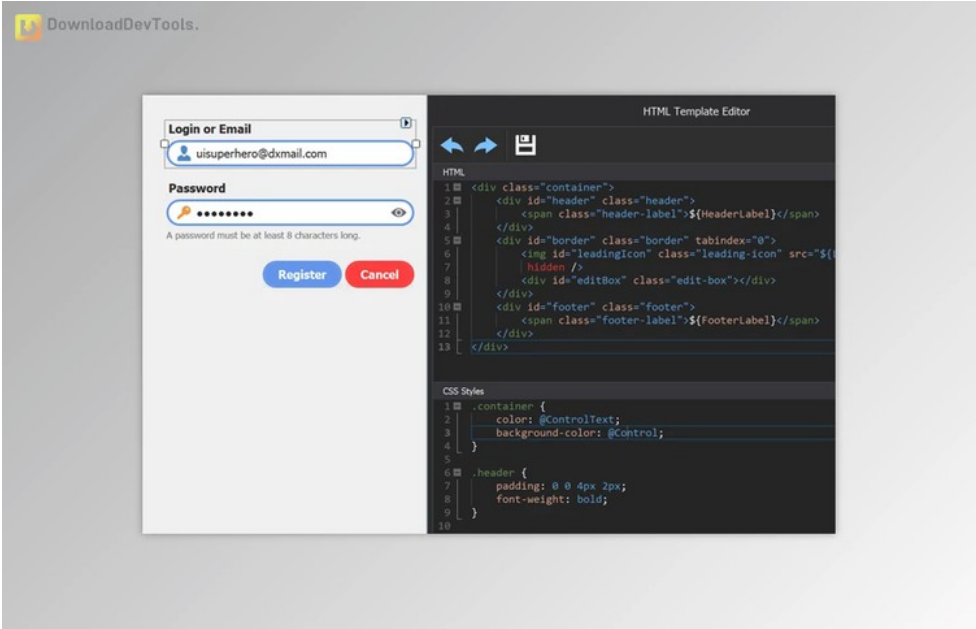 DownloadDevTools.
Login or Email
uisuperhero@dxmail.com
Password
••••••••
A password must be at least 8 characters long.
Register Cancel
HTML Template Editor
HTML
1 <div class="container">
2 <div id="header" class="header">
3 <span class="header-label">${HeaderLabel}</span>
4 </div>
5 <div id="border" class="border" tabindex="0">
6 <img id="leadingIcon" class="leading-icon" src="${
7 hidden />
8 <div id="editBox" class="edit-box"></div>
9 </div>
10 <div id="footer" class="footer">
11 <span class="footer-label">${FooterLabel}</span>
12 </div>
13 </div>
CSS Styles
1 .container {
2 color: @ControlText;
3 background-color: @Control;
4 }
5
6 .header {
7 padding: 0 0 4px 2px;
8 font-weight: bold;
9 }
10